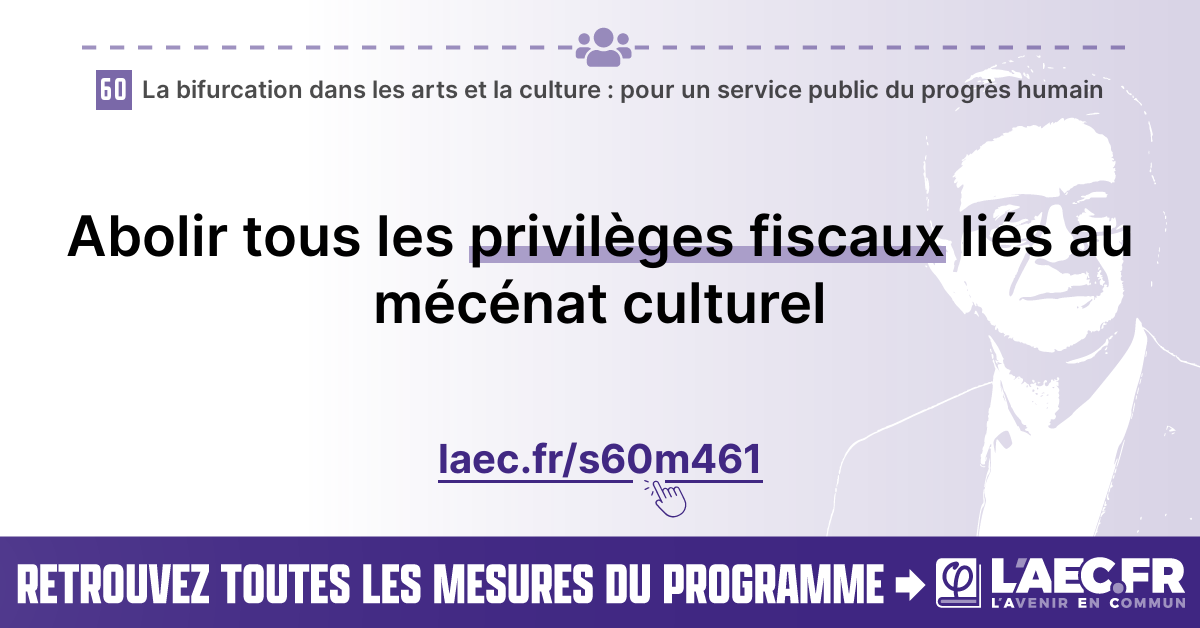 60 La bifurcation dans les arts et la culture : pour un service public du progrès humain
Abolir tous les privilèges fiscaux liés au
mécénat culturel
laec.fr/s60m461
RETROUVEZ TOUTES LES MESURES DU PROGRAMME
L'AEC.FR
L'AVENIR EN COMMUN